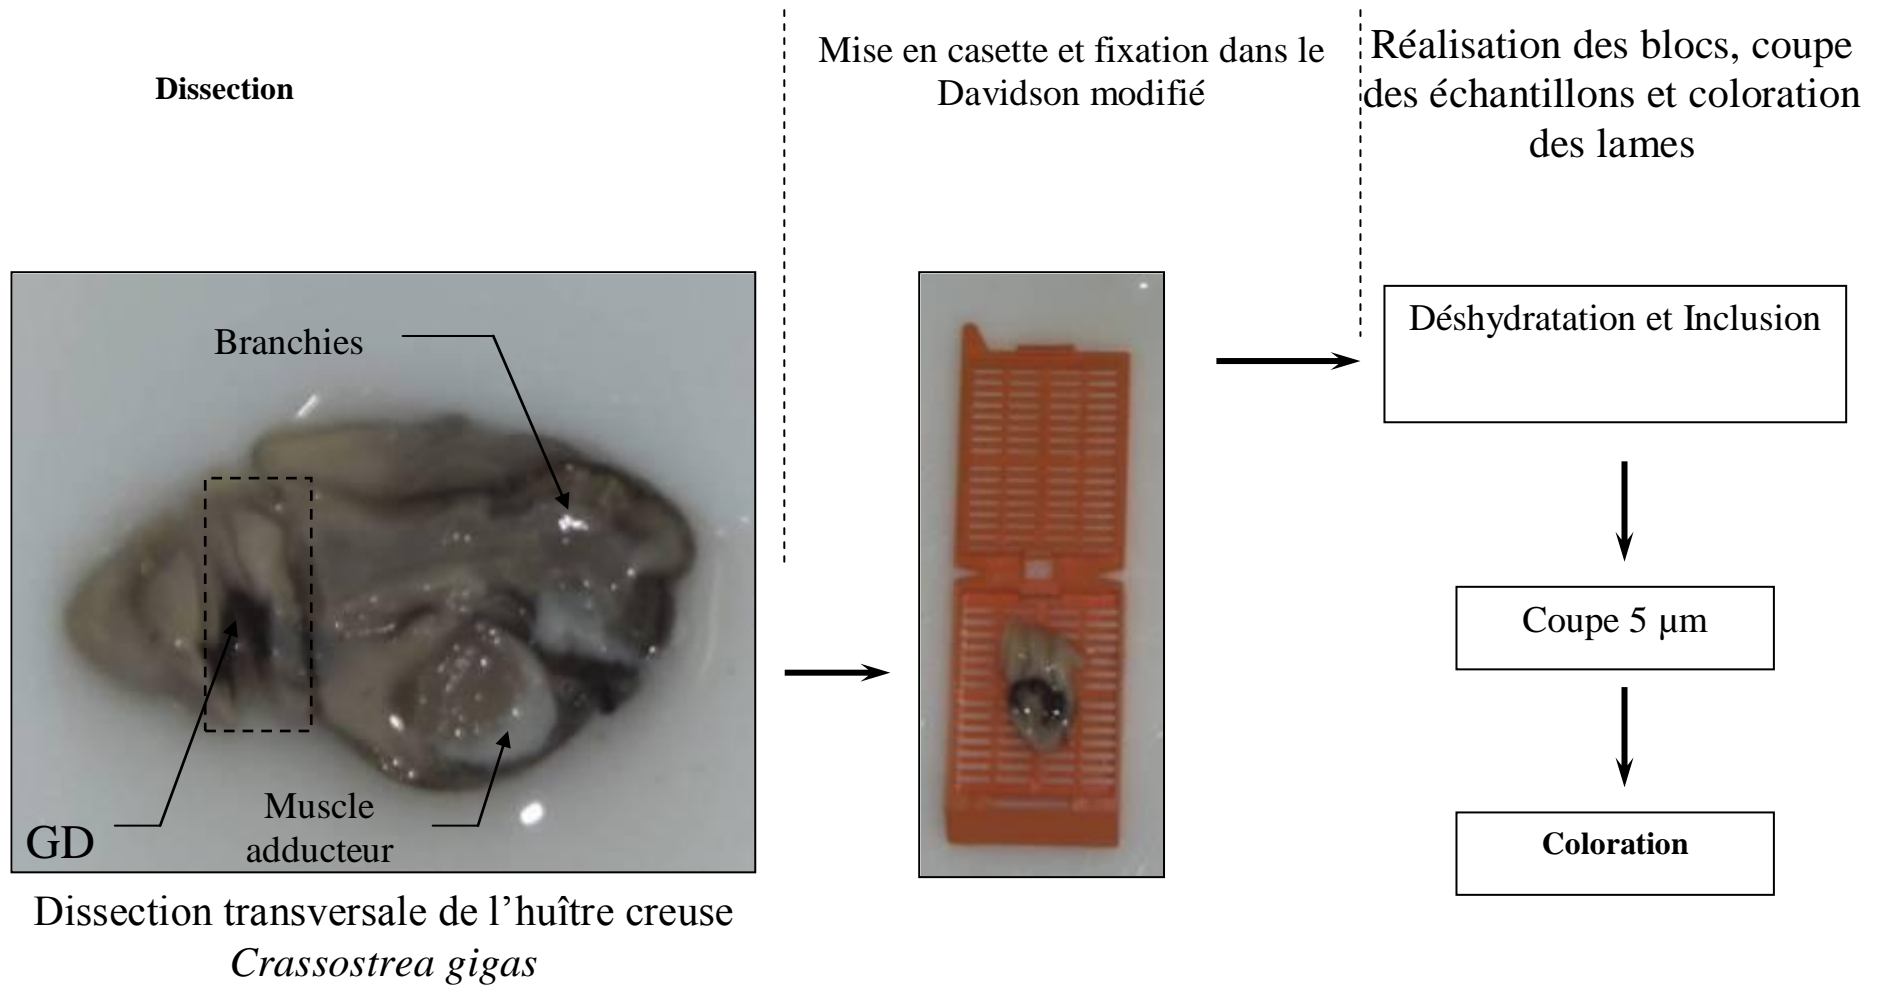 Dissection
Mise en casette et fixation dans le
Davidson modifié
Réalisation des blocs, coupe
des échantillons et coloration
des lames
Branchies
GD
Muscle
adducteur
Dissection transversale de l’huître creuse
Crassostrea gigas
Déshydratation et Inclusion
Coupe 5 µm
Coloration